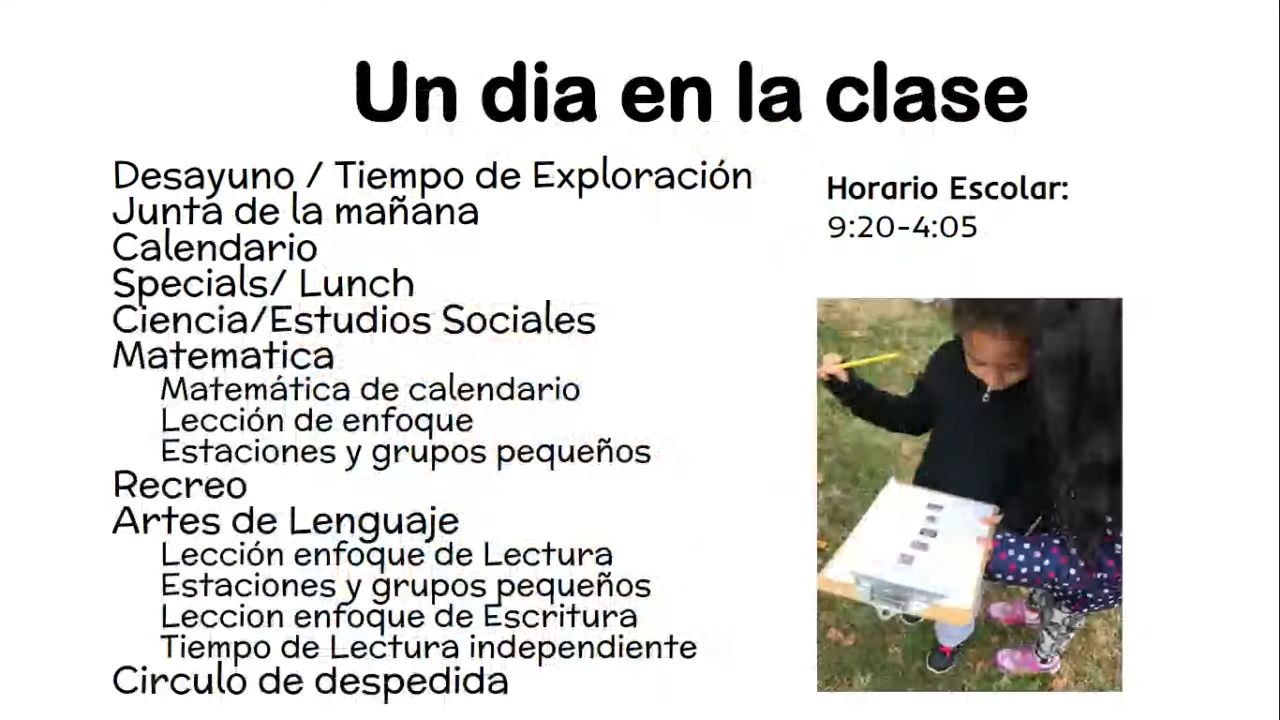 Un dia en la clase
Desayuno / Tiempo de Exploración
Junta de la mañana
Calendario
Specials/ Lunch
Ciencia/Estudios Sociales
Matematica
Matemática de calendario
Lección de enfoque
Estaciones y grupos pequeños
Recreo
Artes de Lenguaje
Lección enfoque de Lectura
Estaciones y grupos pequeños
Leccion enfoque de Escritura
Tiempo de Lectura independiente
Circulo de despedida
Horario Escolar:
9:20-4:05